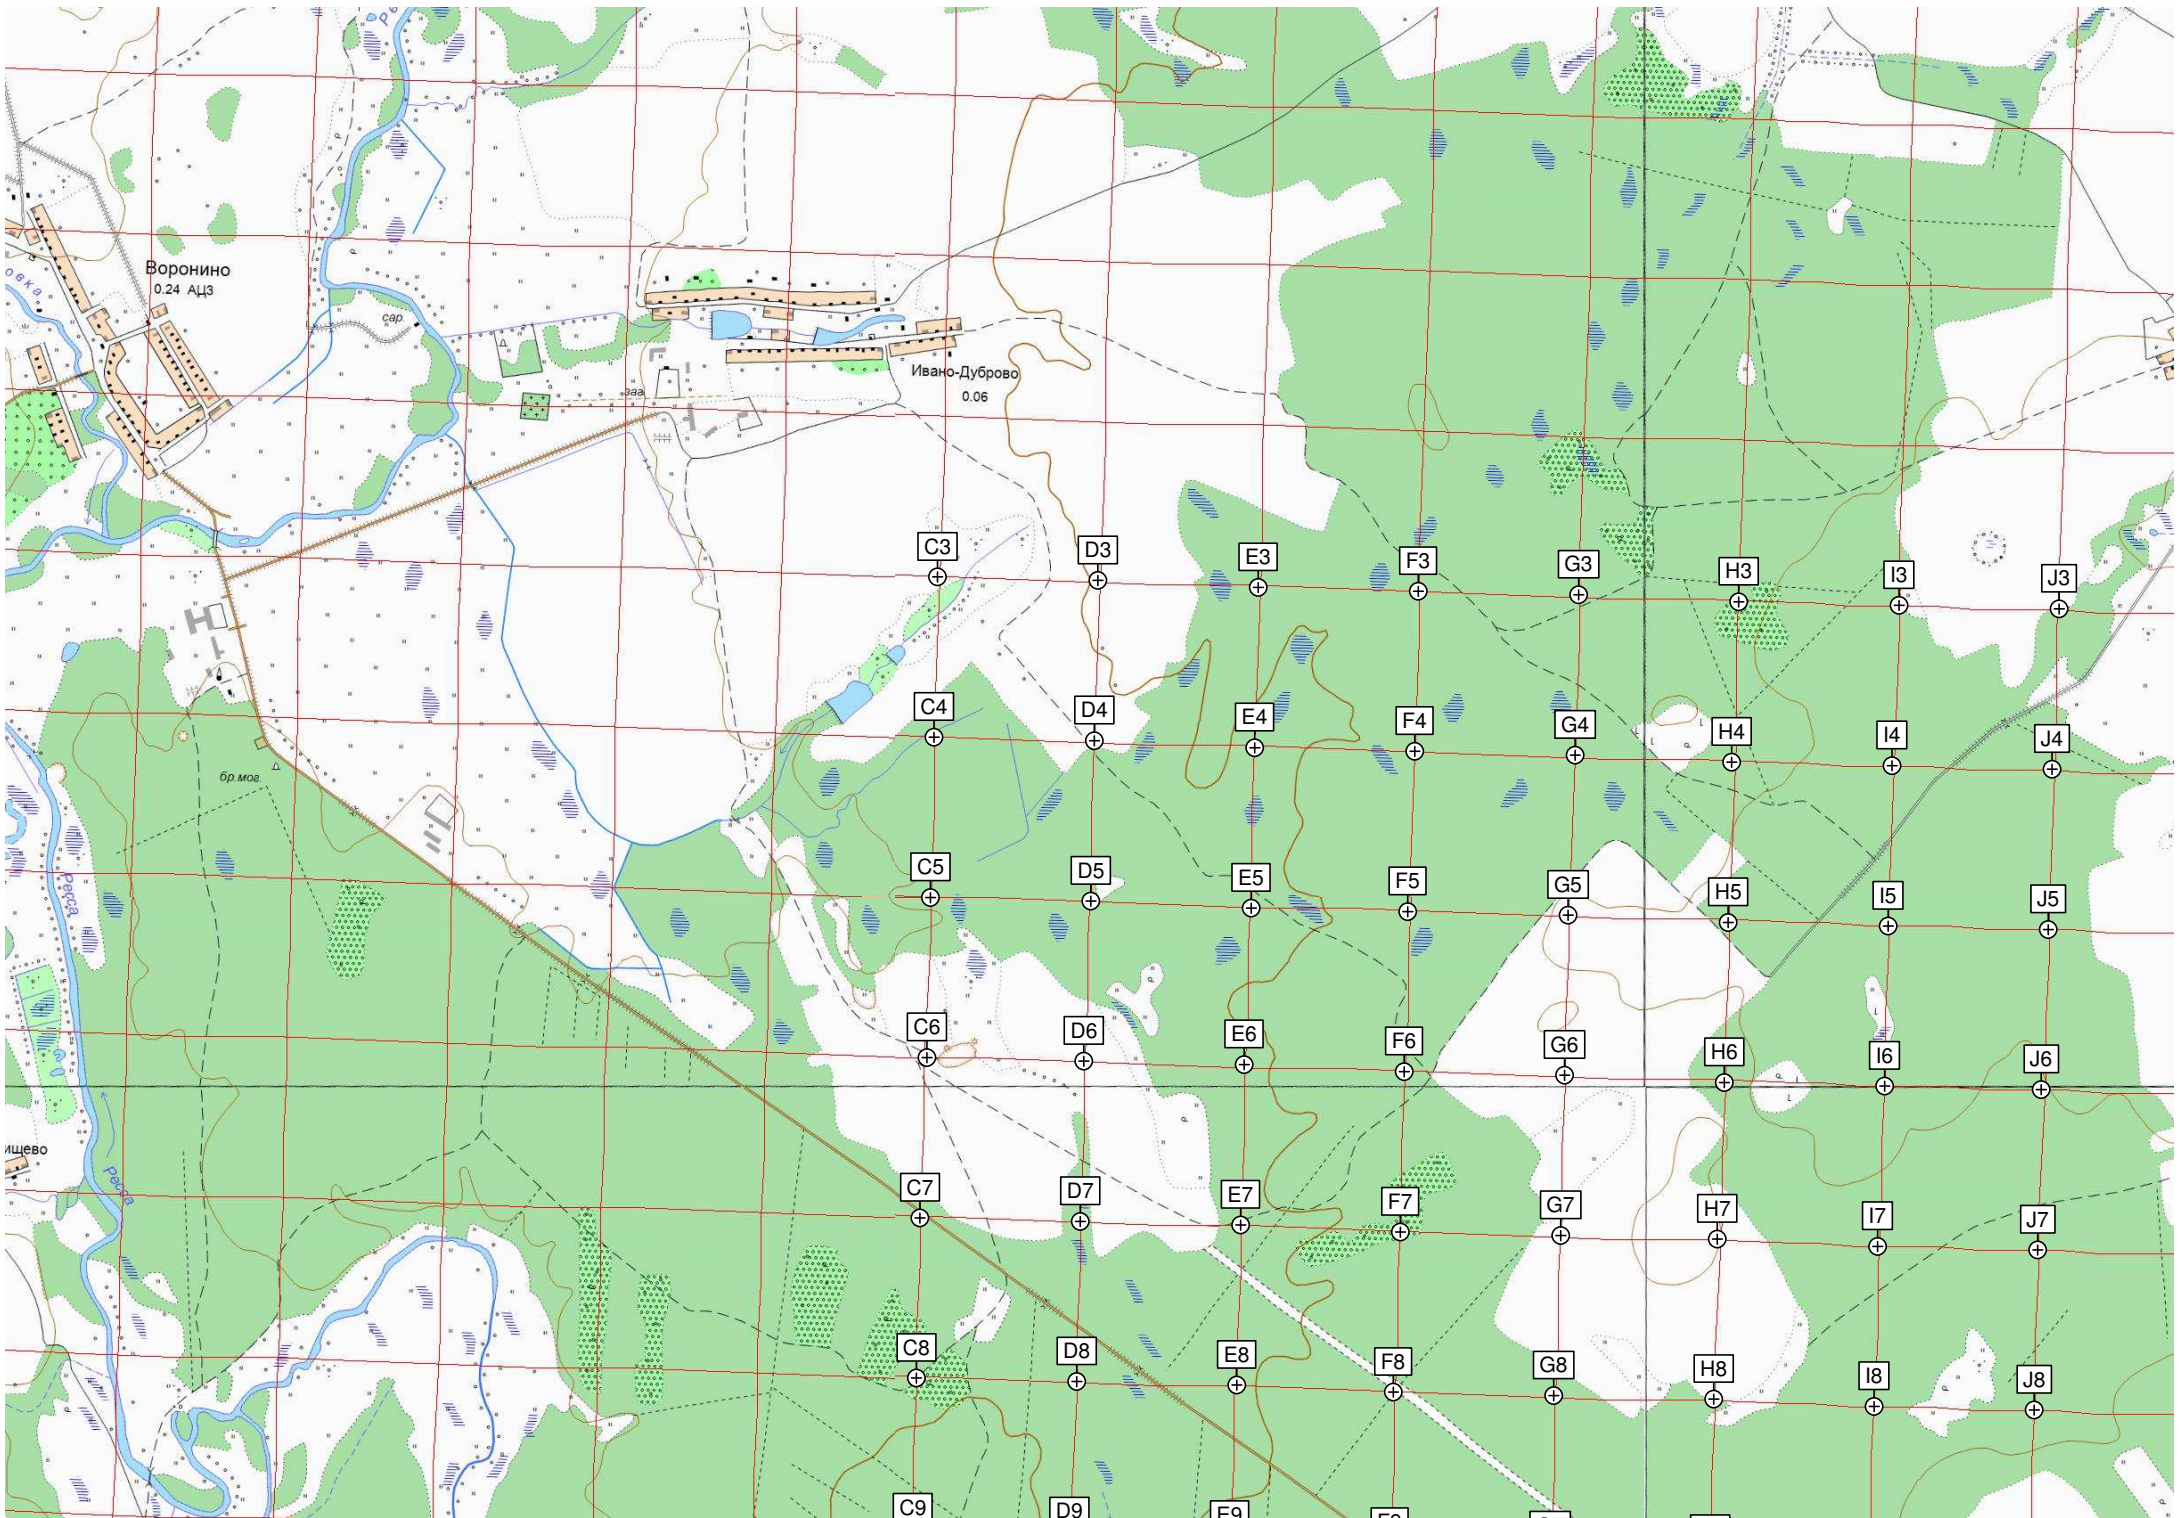 Воронино
0.24 АЦЗ
сар.
Ивано-Дуброво
0.06
бр.мог.
Ресса
Ресса
C3 D3 E3 F3 G3 H3 I3 J3
C4 D4 E4 F4 G4 H4 I4 J4
C5 D5 E5 F5 G5 H5 I5 J5
C6 D6 E6 F6 G6 H6 I6 J6
C7 D7 E7 F7 G7 H7 I7 J7
C8 D8 E8 F8 G8 H8 I8 J8
C9 D9 E9